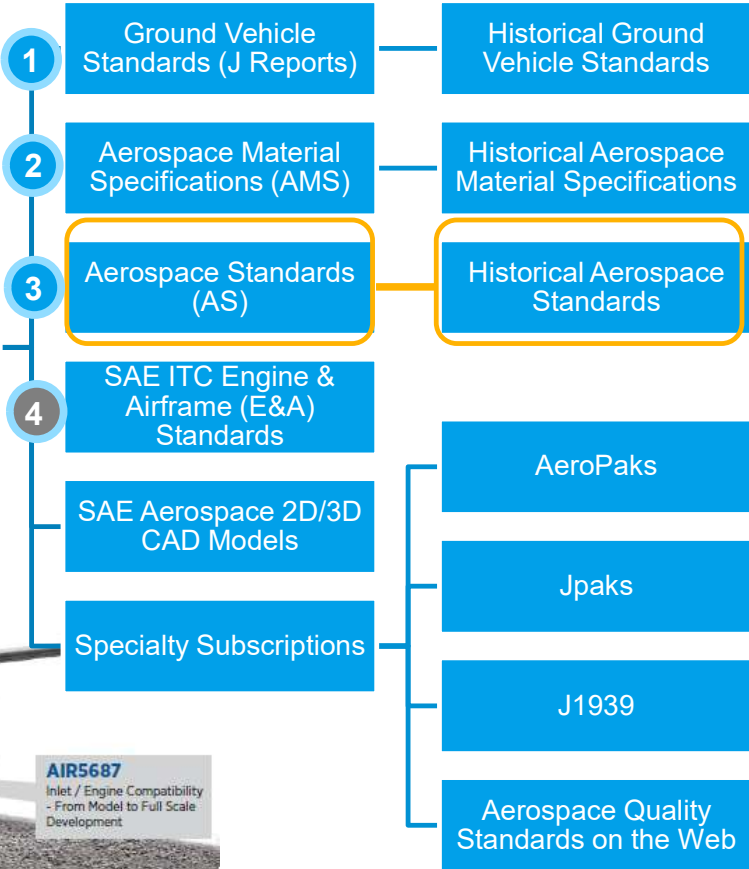 1
Ground Vehicle
Standards (J Reports)
Historical Ground
Vehicle Standards
2
Aerospace Material
Specifications (AMS)
Historical Aerospace
Material Specifications
3
Aerospace Standards
(AS)
Historical Aerospace
Standards
4
SAE ITC Engine &
Airframe (E&A)
Standards
SAE Aerospace 2D/3D
CAD Models
Specialty Subscriptions
AeroPaks
Jpaks
J1939
Aerospace Quality
Standards on the Web
AIR5687
Inlet / Engine Compatibility
- From Model to Full Scale
Development